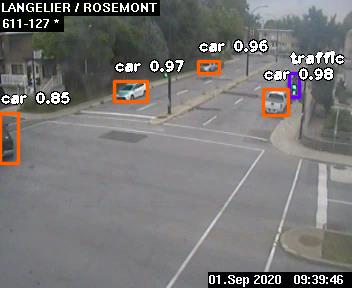 LANGELIER / ROSEMONT
611-127 *
car 0.96
traffic
car 0.97
car 0.98
car 0.85
01.Sep 2020 09:39:46